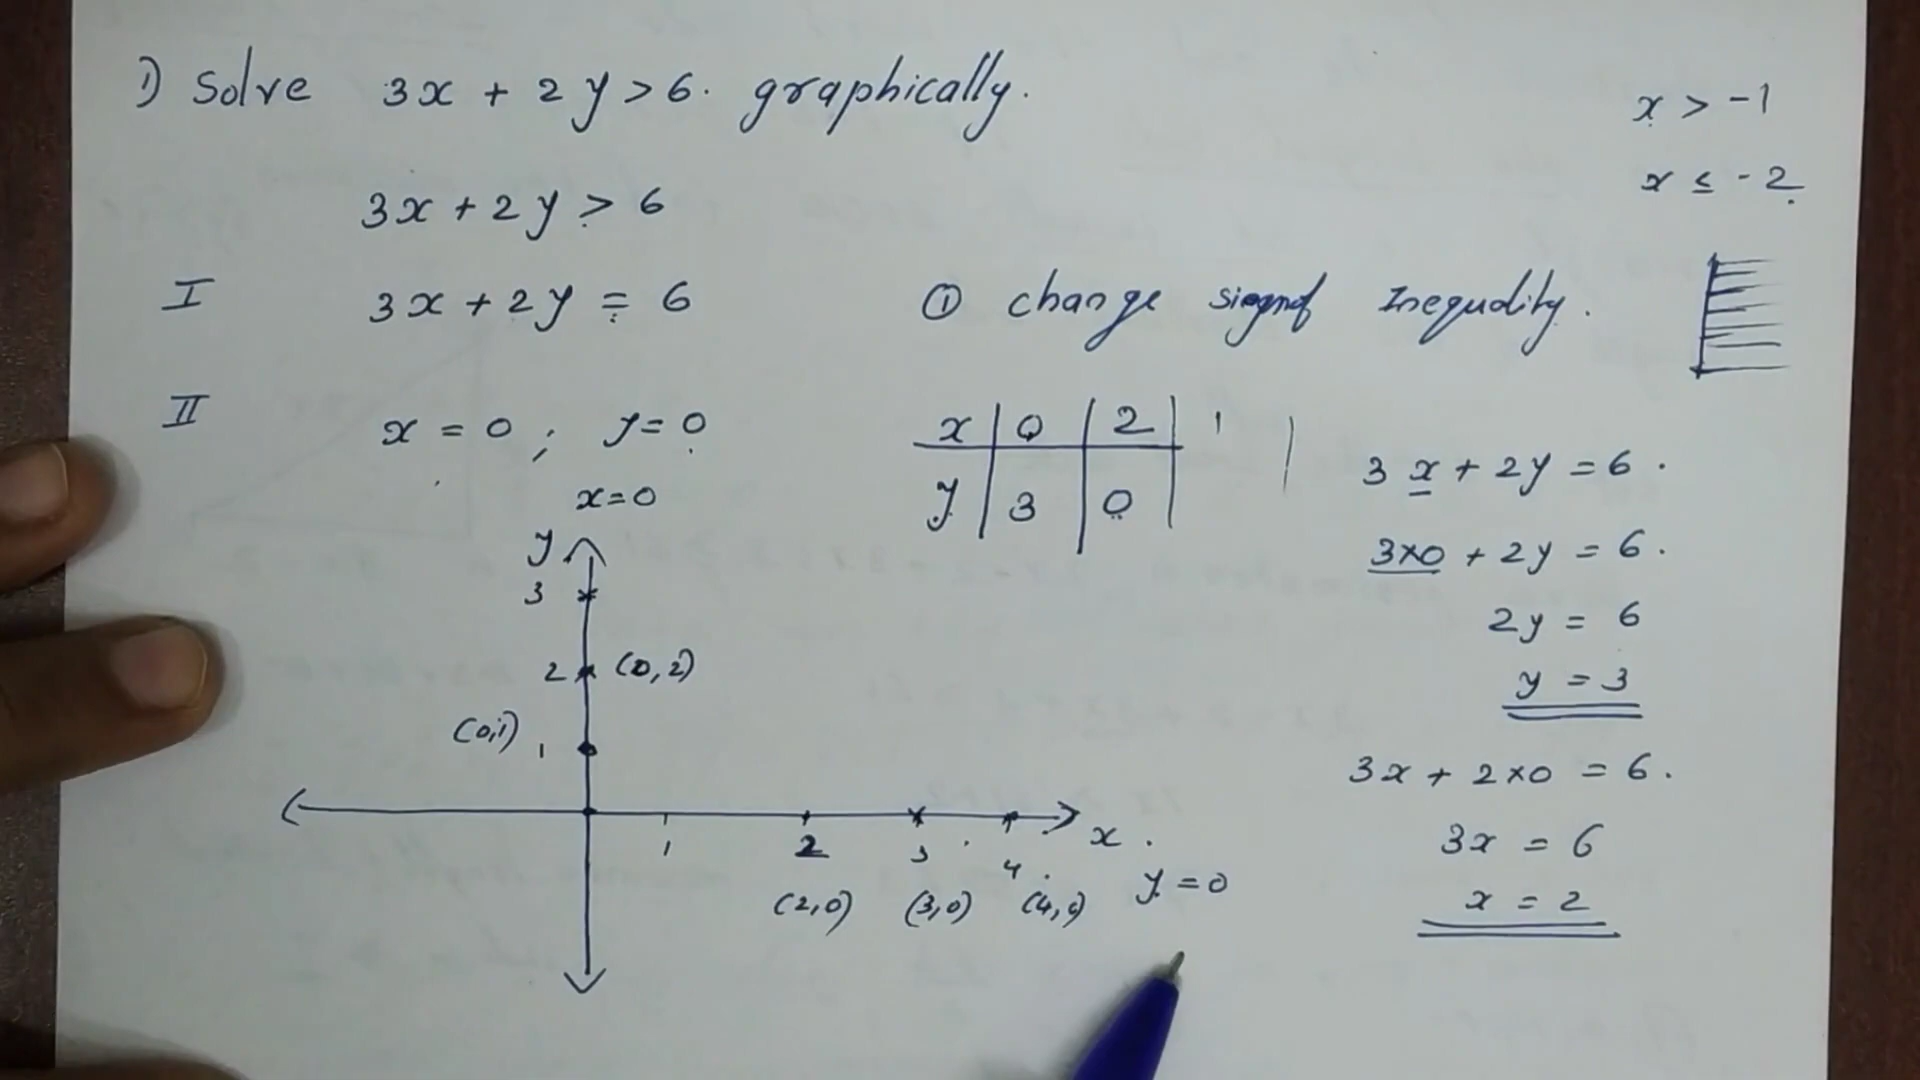 1) Solve 3x + 2y > 6. graphically.
x > -1
x ≤ -2
3x + 2y > 6
I 3x + 2y = 6
① change sign of Inequality.
II x = 0 ; y = 0
x | 0 | 2 | 1
y | 3 | 0 |
3x + 2y = 6.
3×0 + 2y = 6.
2y = 6
y = 3
3x + 2×0 = 6.
3x = 6
x = 2
x=0
y
3
2 (0,2)
(0,1) 1
1 2 3 4 x.
(2,0) (3,0) (4,0) y = 0